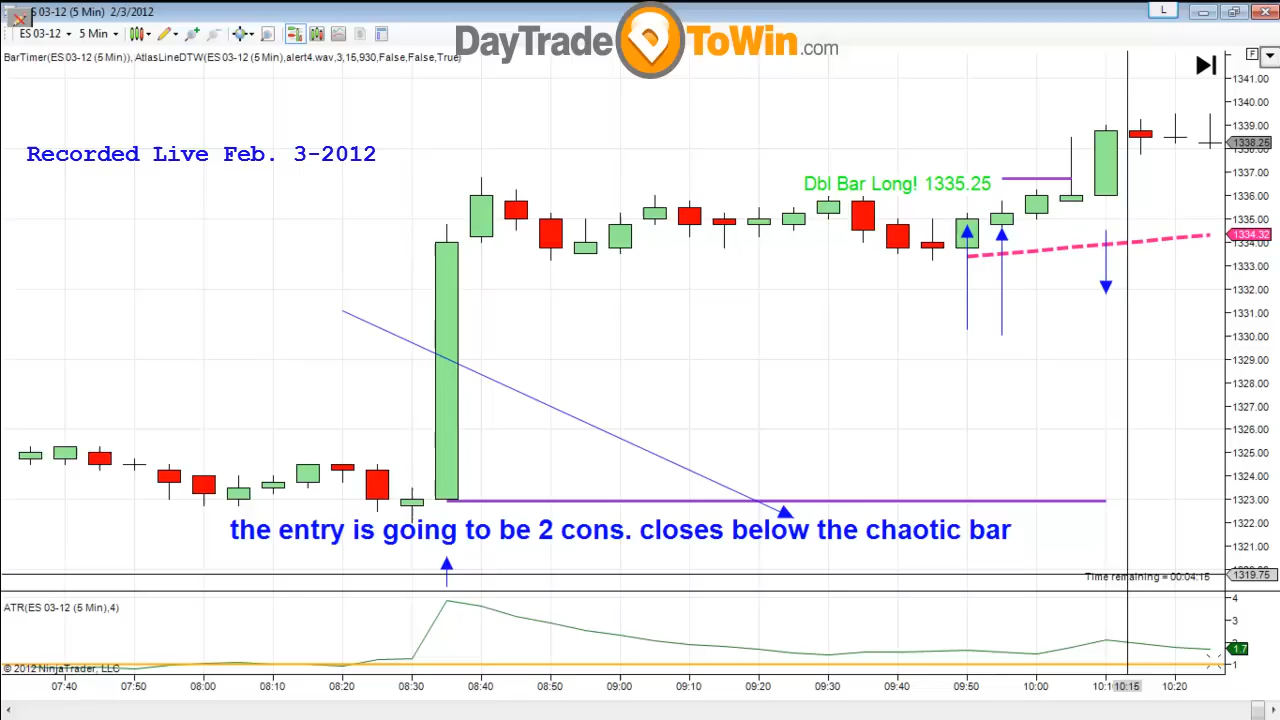 ES 03-12 (5 Min) 2/3/2012
L
ES 03-12
5 Min
DayTradeToWin.com
BarTimer(ES 03-12 (5 Min)), AtlasLineDTW(ES 03-12 (5 Min),alert4.wav,3,15,930,False,False,True)
F
Recorded Live Feb. 3-2012
Dbl Bar Long! 1335.25
1341.00
1340.00
1339.00
1338.25
1337.00
1336.00
1335.00
1334.32
1334.00
1333.00
1332.00
1331.00
1330.00
1329.00
1328.00
1327.00
1326.00
1325.00
1324.00
1323.00
1322.00
1321.00
1319.75
the entry is going to be 2 cons. closes below the chaotic bar
Time remaining = 00:04:15
ATR(ES 03-12 (5 Min),4)
4
3
1.7
1
© 2012 NinjaTrader, LLC
07:40 07:50 08:00 08:10 08:20 08:30 08:40 08:50 09:00 09:10 09:20 09:30 09:40 09:50 10:00 10:15 10:20